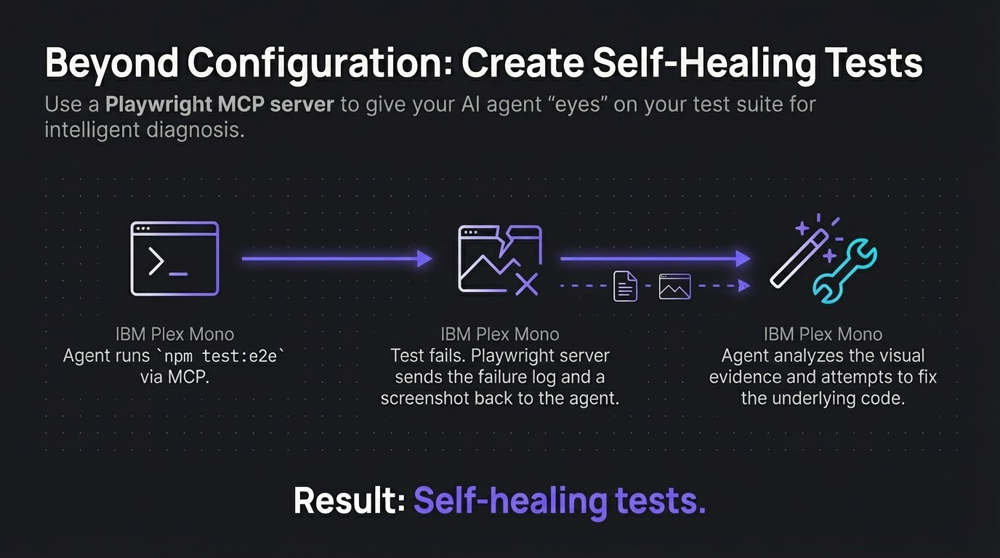 Beyond Configuration: Create Self-Healing Tests
Use a Playwright MCP server to give your AI agent “eyes” on your test suite for
intelligent diagnosis.
IBM Plex Mono
Agent runs `npm test:e2e`
via MCP.
IBM Plex Mono
Test fails. Playwright server
sends the failure log and a
screenshot back to the agent.
IBM Plex Mono
Agent analyzes the visual
evidence and attempts to fix
the underlying code.
Result: Self-healing tests.